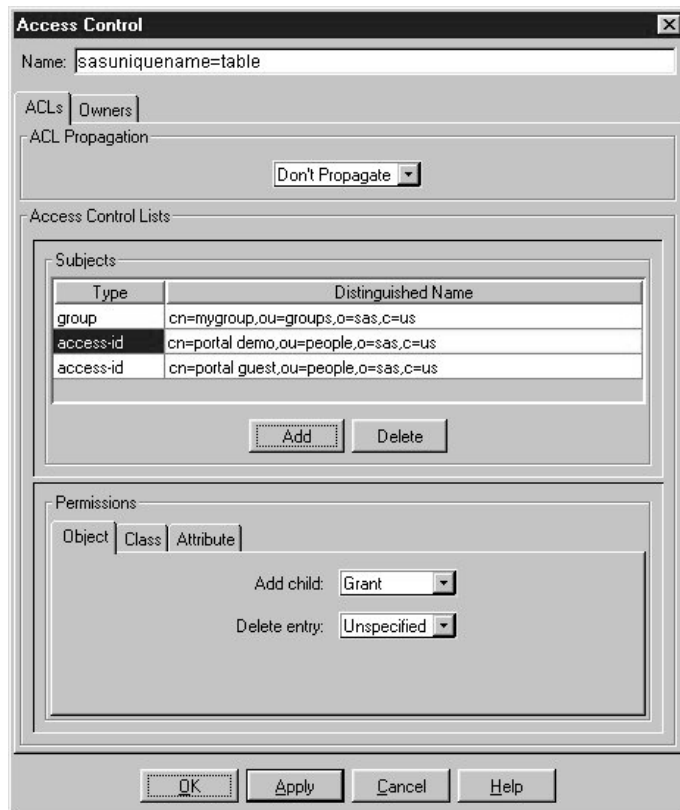 Access Control
Name: sasuniquename=table
ACLs Owners
ACL Propagation
Don't Propagate
Access Control Lists
Subjects
Type Distinguished Name
group cn=mygroup,ou=groups,o=sas,c=us
access-id cn=portal demo,ou=people,o=sas,c=us
access-id cn=portal guest,ou=people,o=sas,c=us
Add Delete
Permissions
Object Class Attribute
Add child: Grant
Delete entry: Unspecified
OK Apply Cancel Help